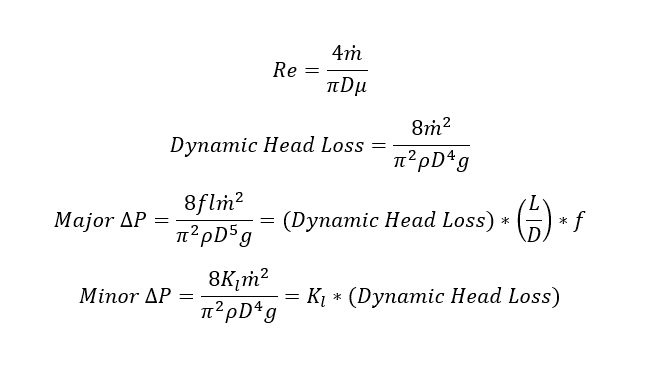 Re = 4ṁ / πDμ
Dynamic Head Loss = 8ṁ² / π²ρD⁴g
Major ΔP = 8flṁ² / π²ρD⁵g = (Dynamic Head Loss) * (L/D) * f
Minor ΔP = 8Kₗṁ² / π²ρD⁴g = Kₗ * (Dynamic Head Loss)